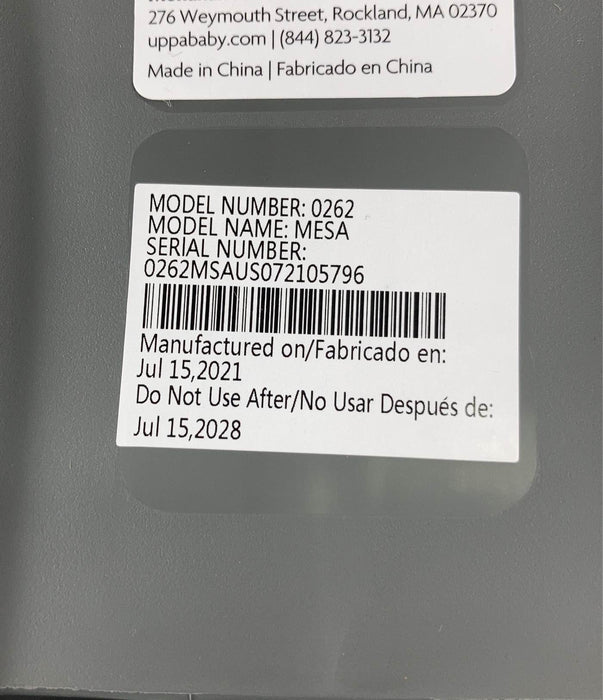 276 Weymouth Street, Rockland, MA 02370
uppababy.com | (844) 823-3132
Made in China | Fabricado en China
MODEL NUMBER: 0262
MODEL NAME: MESA
SERIAL NUMBER:
0262MSAUS072105796
Manufactured on/Fabricado en:
Jul 15,2021
Do Not Use After/No Usar Después de:
Jul 15,2028